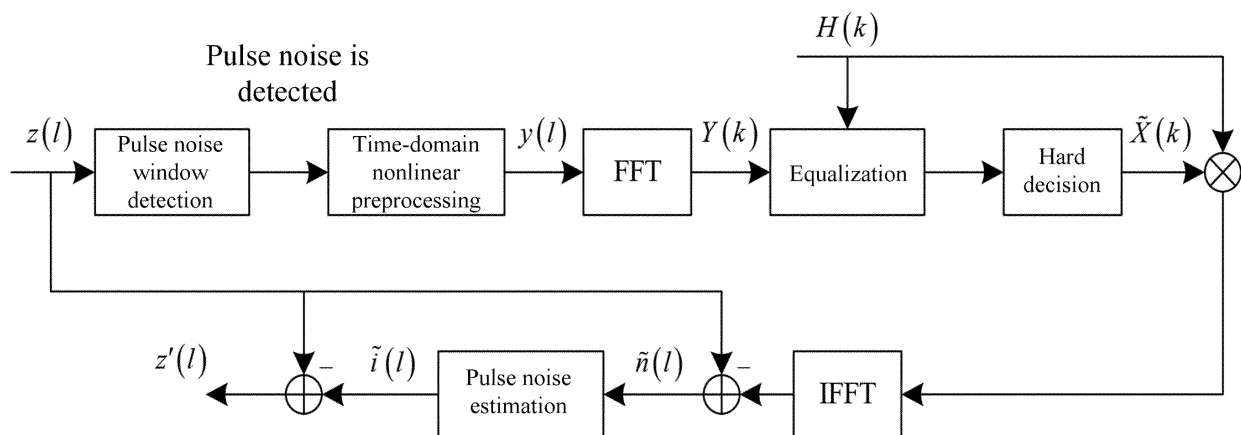 H(k)
Pulse noise is
detected
z(l)
Pulse noise
window
detection
Time-domain
nonlinear
preprocessing
y(l)
FFT
Y(k)
Equalization
Hard
decision
X̃(k)
z′(l)
−
ĩ(l)
Pulse noise
estimation
ñ(l)
−
IFFT